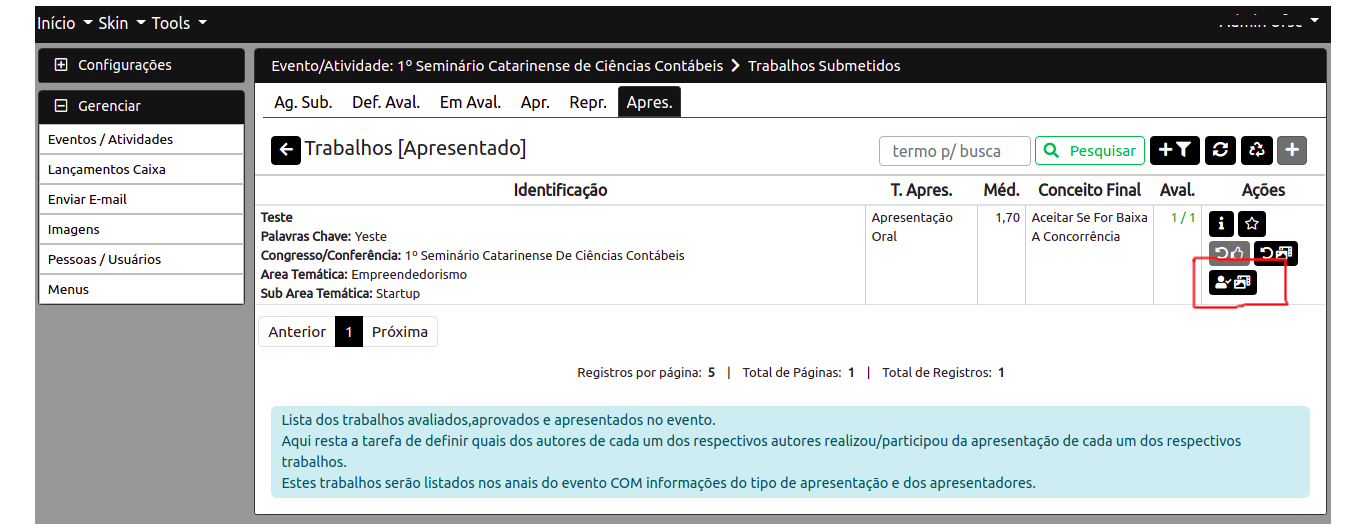 Início Skin Tools
Configurações
Gerenciar
Eventos / Atividades
Lançamentos Caixa
Enviar E-mail
Imagens
Pessoas / Usuários
Menus
Evento/Atividade: 1º Seminário Catarinense de Ciências Contábeis > Trabalhos Submetidos
Ag. Sub. Def. Aval. Em Aval. Apr. Repr. Apres.
Trabalhos [Apresentado]
termo p/ busca Pesquisar
Identificação T. Apres. Méd. Conceito Final Aval. Ações
Teste
Palavras Chave: Yeste
Congresso/Conferência: 1º Seminário Catarinense De Ciências Contábeis
Area Temática: Empreendedorismo
Sub Area Temática: Startup
Apresentação
Oral
1,70
Aceitar Se For Baixa
A Concorrência
1 / 1
Anterior 1 Próxima
Registros por página: 5 | Total de Páginas: 1 | Total de Registros: 1
Lista dos trabalhos avaliados,aprovados e apresentados no evento.
Aqui resta a tarefa de definir quais dos autores de cada um dos respectivos autores realizou/participou da apresentação de cada um dos respectivos
trabalhos.
Estes trabalhos serão listados nos anais do evento COM informações do tipo de apresentação e dos apresentadores.